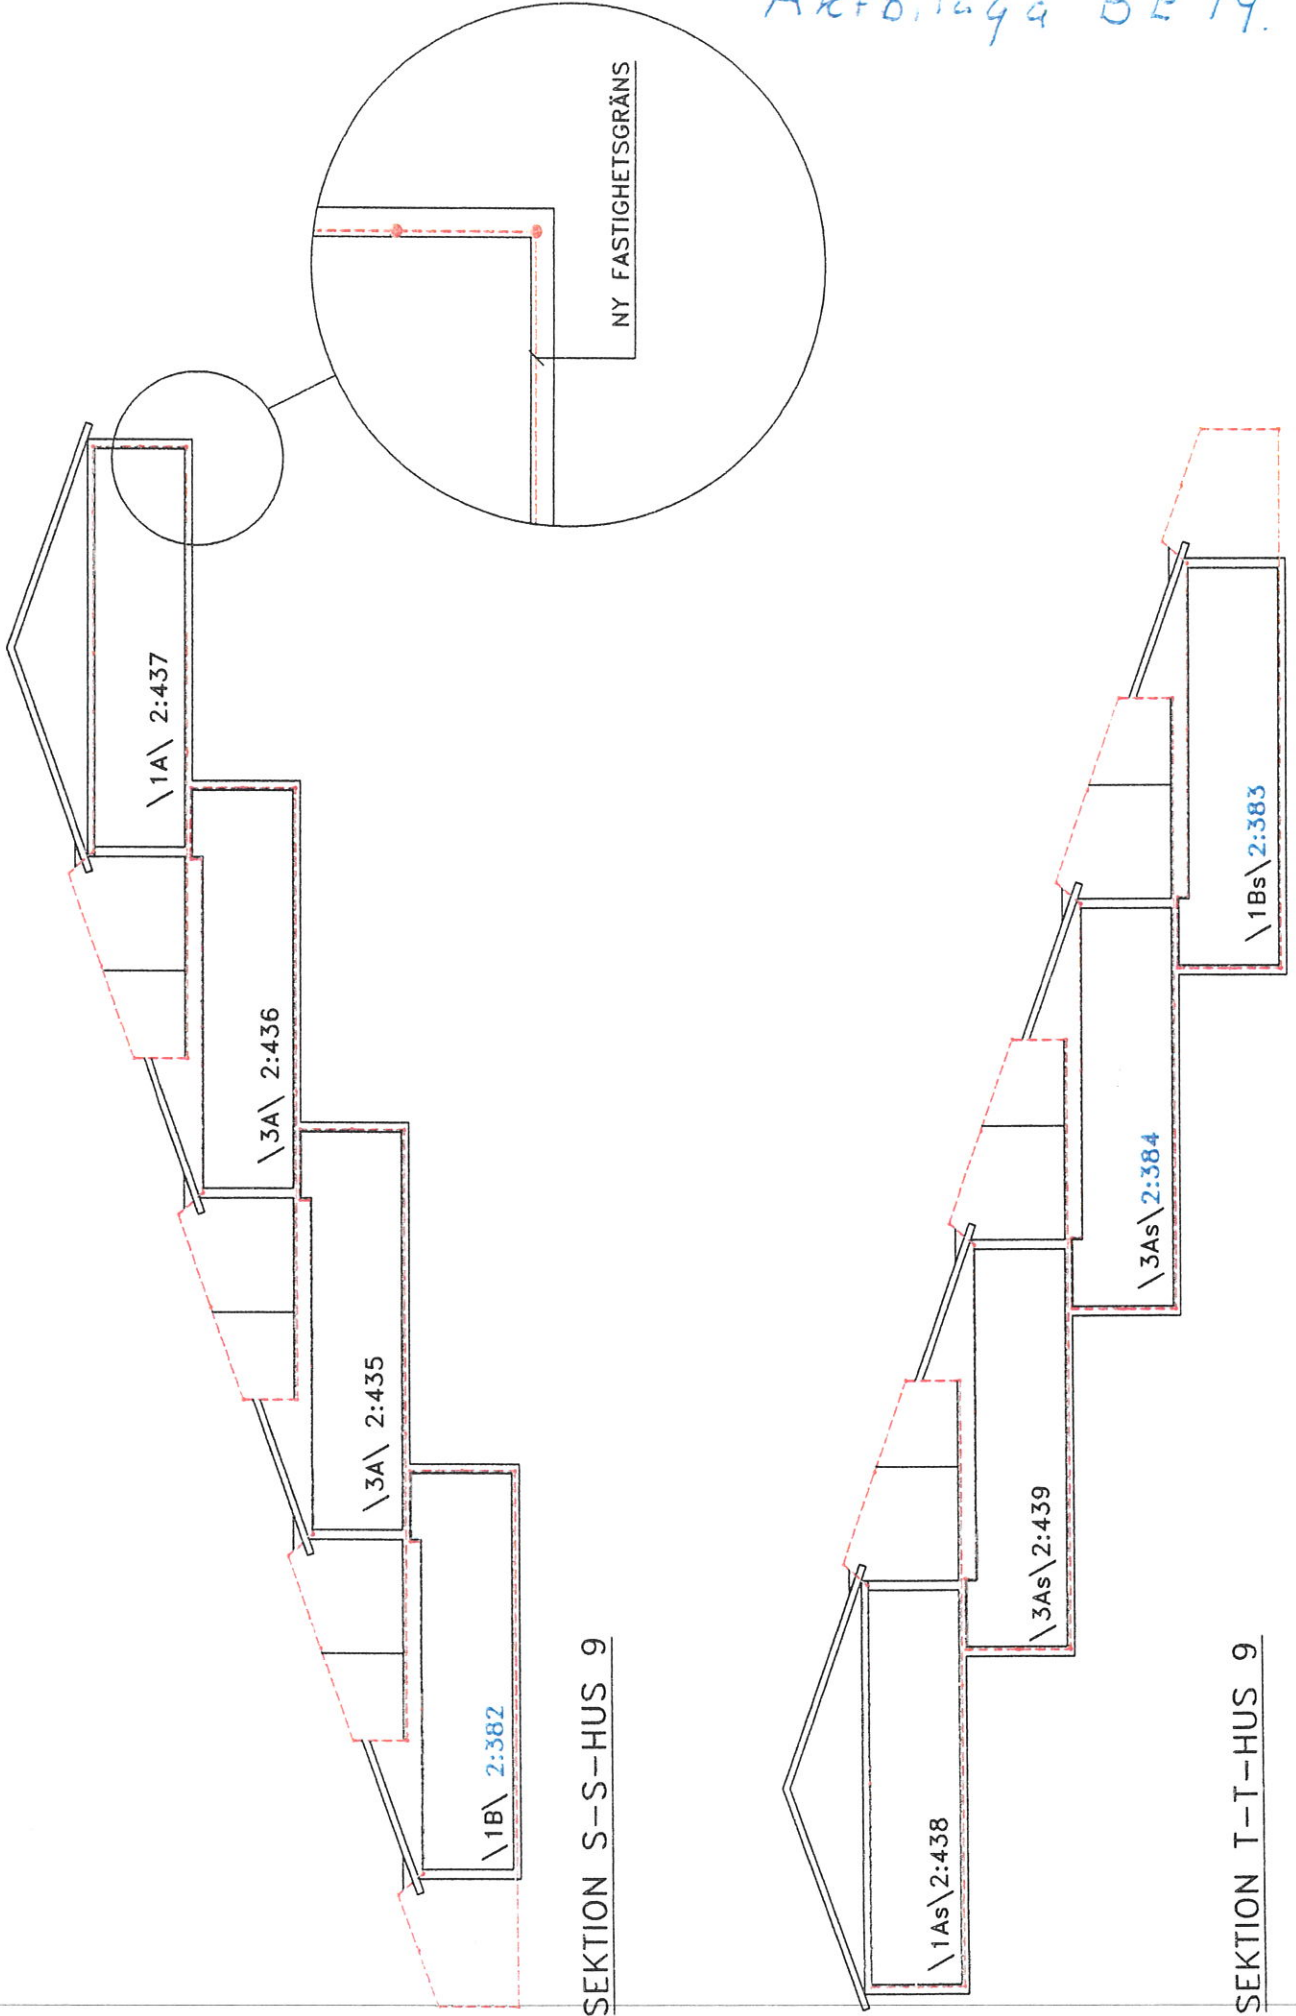 Aktbilaga BE 19.
NY FASTIGHETSGRÄNS
\1A\ 2:437
\3A\ 2:436
\3A\ 2:435
\1B\ 2:382
SEKTION S-S-HUS 9
\1As\2:438
\3As\2:439
\3As\2:384
\1Bs\2:383
SEKTION T-T-HUS 9